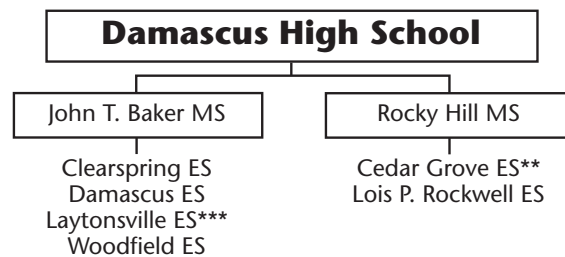 Damascus High School
John T. Baker MS
Rocky Hill MS
Clearspring ES
Damascus ES
Laytonsville ES***
Woodfield ES
Cedar Grove ES**
Lois P. Rockwell ES